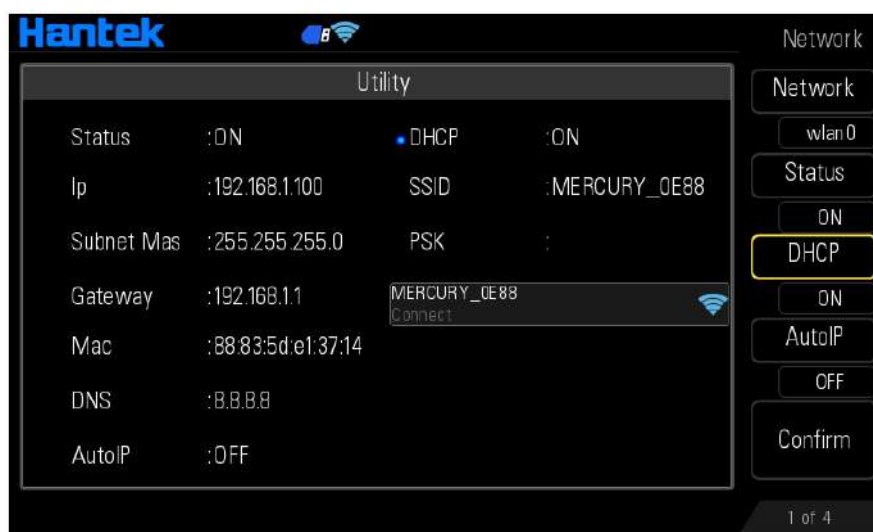 Hantek
B
Network
Utility
Status :ON DHCP :ON
Ip :192.168.1.100 SSID :MERCURY_0E88
Subnet Mas :255.255.255.0 PSK :
Gateway :192.168.1.1
MERCURY_0E88
Connect
Mac :88:83:5d:e1:37:14
DNS :8.8.8.8
AutoIP :OFF
Network
wlan0
Status
ON
DHCP
ON
AutoIP
OFF
Confirm
1 of 4